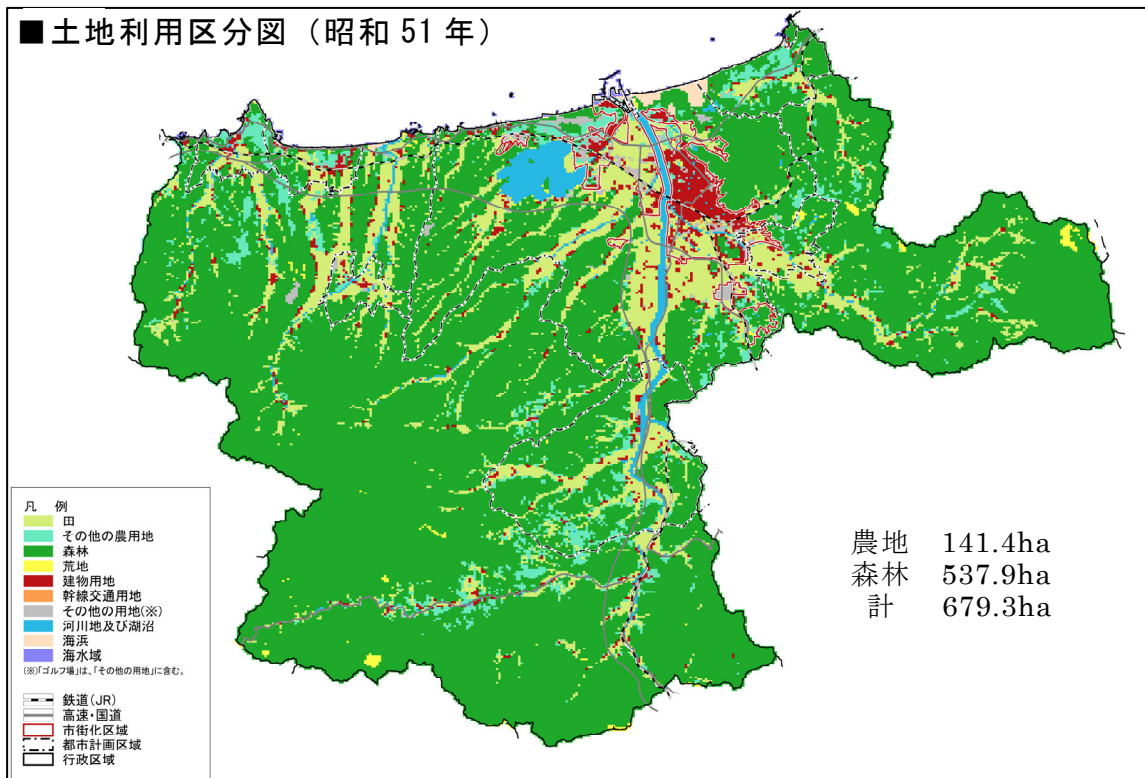 ■土地利用区分図（昭和 51 年）
凡 例
田
その他の農用地
森林
荒地
建物用地
幹線交通用地
その他の用地(※)
河川地及び湖沼
海浜
海水域
(※)「ゴルフ場」は、「その他の用地」に含む。
鉄道(JR)
高速・国道
市街化区域
都市計画区域
行政区域
農地 141.4ha
森林 537.9ha
計 679.3ha